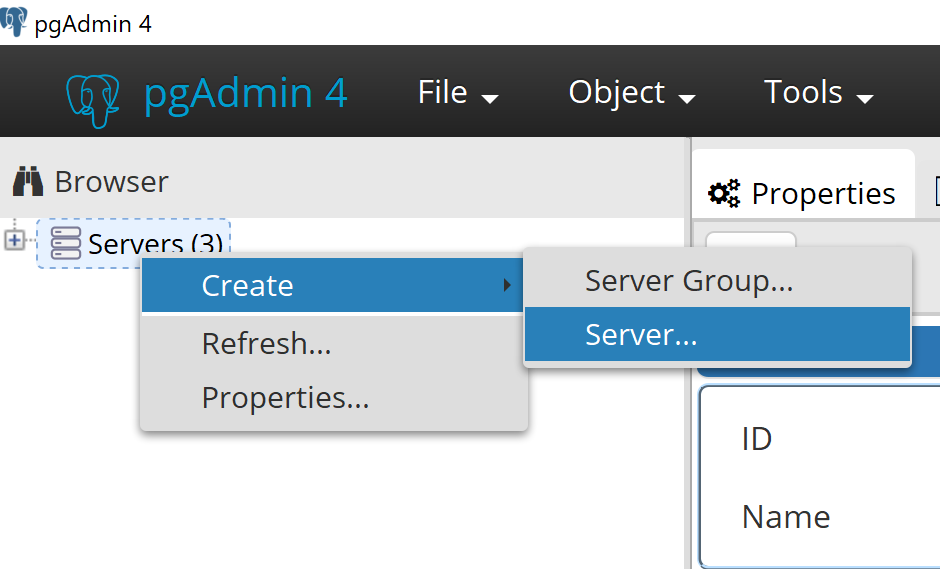 pgAdmin 4
pgAdmin 4 File Object Tools
Browser
Properties
Servers (3)
Create
Server Group...
Server...
Refresh...
Properties...
ID
Name